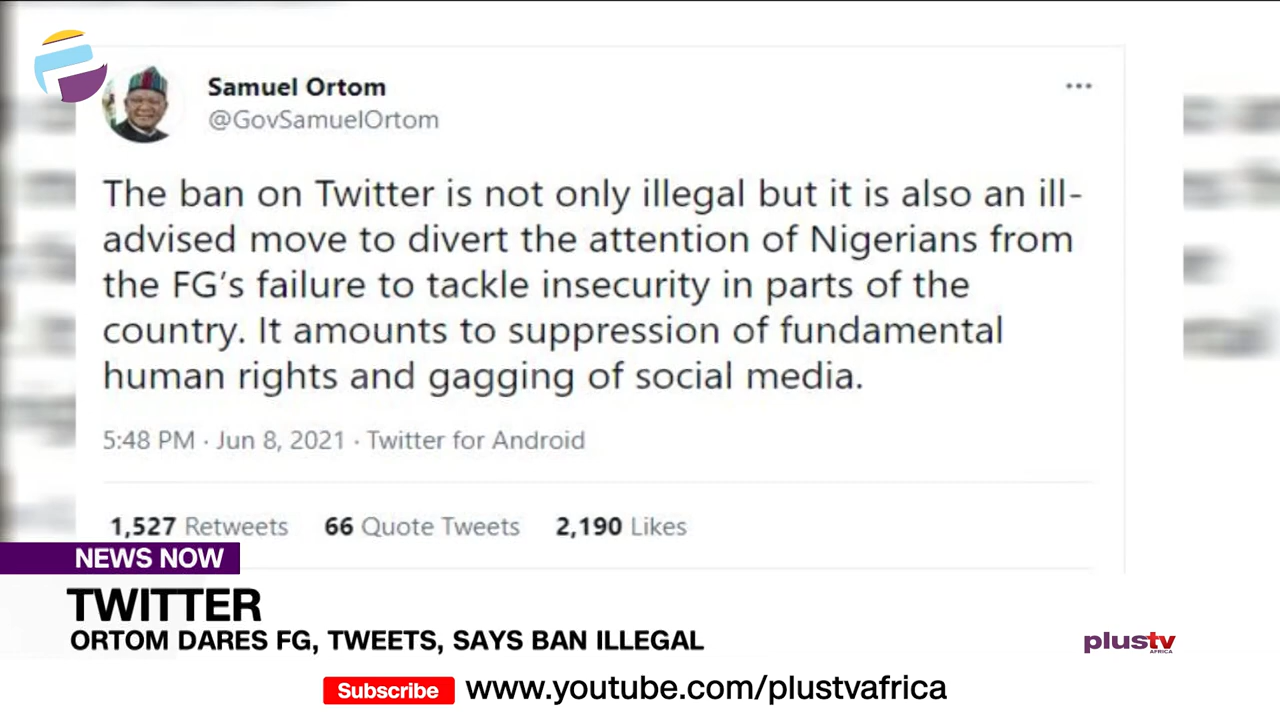 Samuel Ortom
@GovSamuelOrtom
The ban on Twitter is not only illegal but it is also an ill-
advised move to divert the attention of Nigerians from
the FG's failure to tackle insecurity in parts of the
country. It amounts to suppression of fundamental
human rights and gagging of social media.
5:48 PM · Jun 8, 2021 · Twitter for Android
1,527 Retweets 66 Quote Tweets 2,190 Likes
NEWS NOW
TWITTER
ORTOM DARES FG, TWEETS, SAYS BAN ILLEGAL
plustv
AFRICA
Subscribe www.youtube.com/plustvafrica